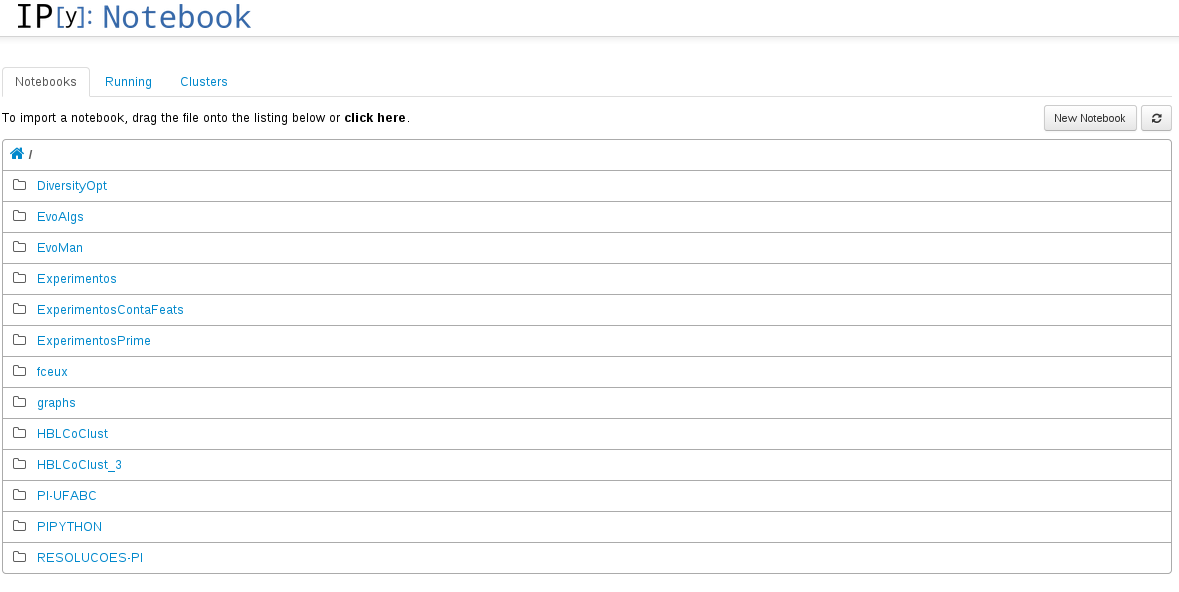 IP[y]: Notebook
Notebooks Running Clusters
To import a notebook, drag the file onto the listing below or click here. New Notebook
/
DiversityOpt
EvoAlgs
EvoMan
Experimentos
ExperimentosContaFeats
ExperimentosPrime
fceux
graphs
HBLCoClust
HBLCoClust_3
PI-UFABC
PIPYTHON
RESOLUCOES-PI